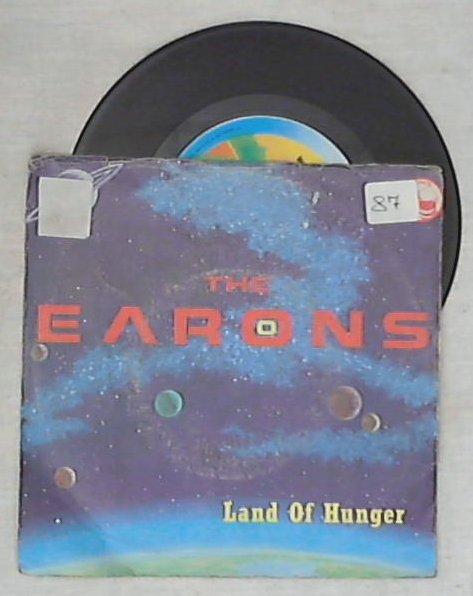 87
THE
EARONS
Land Of Hunger